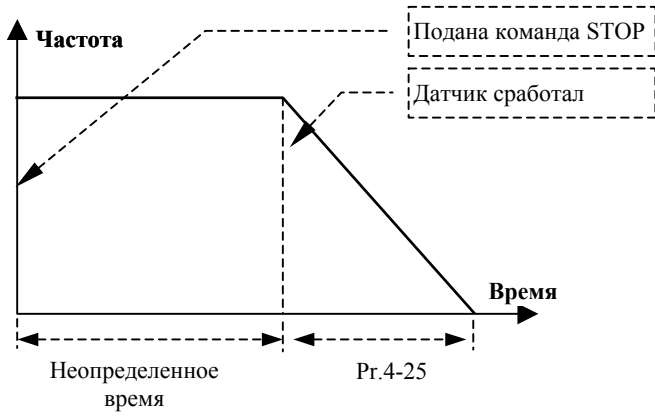 Частота
Подана команда STOP
Датчик сработал
Время
Неопределенное
время
Pr.4-25